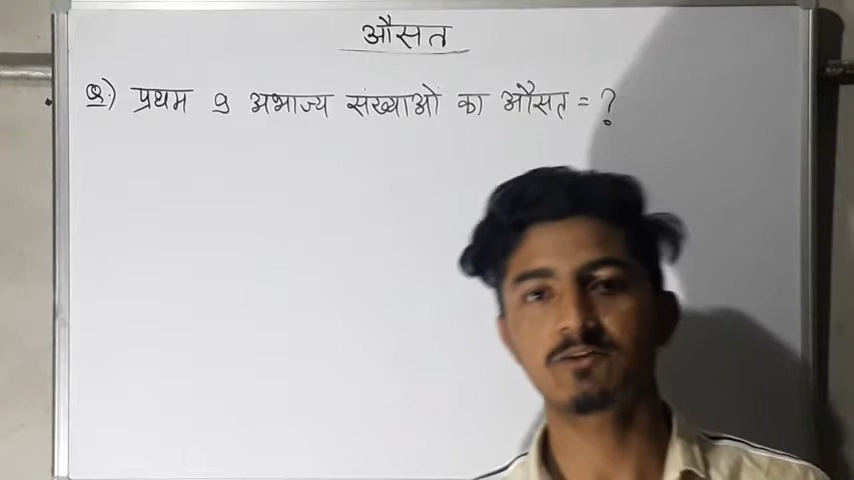 औसत
Q.) प्रथम 9 अभाज्य संख्याओं का औसत = ?